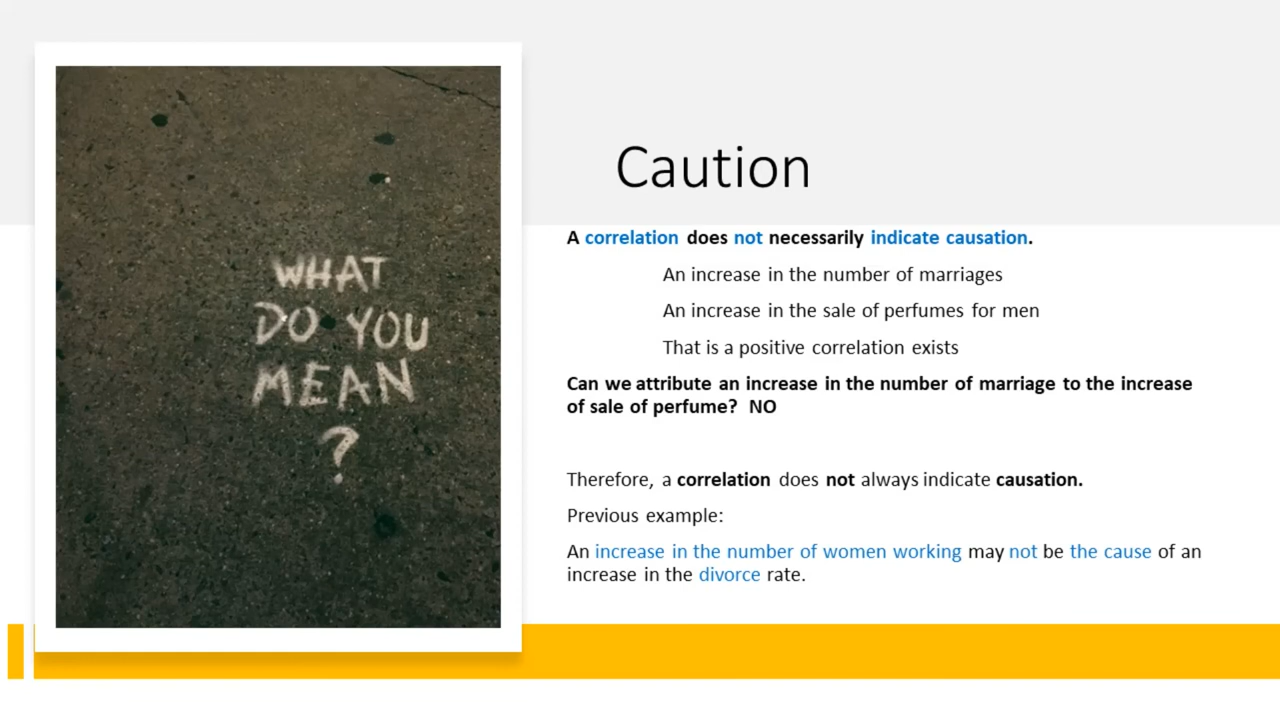 WHAT
DO YOU
MEAN
?
Caution
A correlation does not necessarily indicate causation.
An increase in the number of marriages
An increase in the sale of perfumes for men
That is a positive correlation exists
Can we attribute an increase in the number of marriage to the increase
of sale of perfume? NO
Therefore, a correlation does not always indicate causation.
Previous example:
An increase in the number of women working may not be the cause of an
increase in the divorce rate.